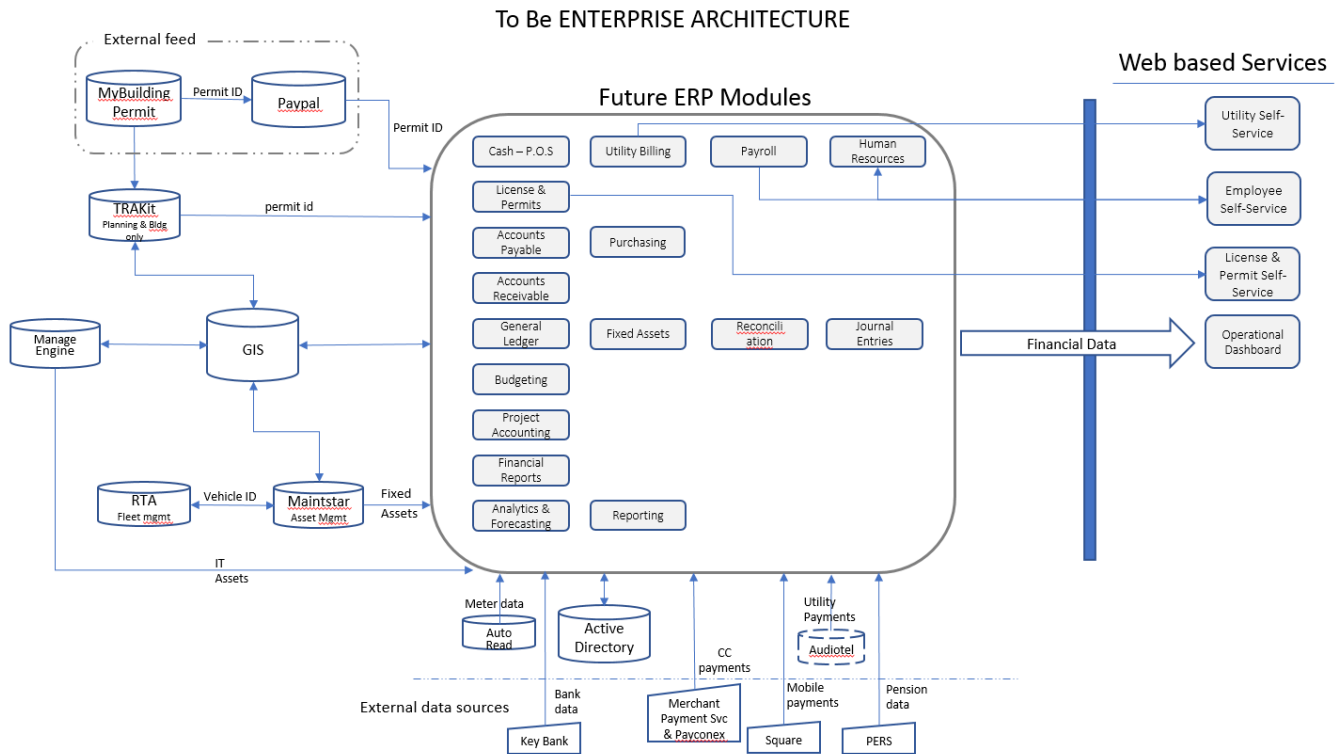 To Be ENTERPRISE ARCHITECTURE
External feed
MyBuilding
Permit
Permit ID
Paypal
Permit ID
TRAKit
Planning & Bldg
only
permit id
Manage
Engine
GIS
RTA
Fleet mgmt
Vehicle ID
Maintstar
Asset Mgmt
Fixed
Assets
IT
Assets
Future ERP Modules
Cash – P.O.S
Utility Billing
Payroll
Human
Resources
License &
Permits
Accounts
Payable
Purchasing
Accounts
Receivable
General
Ledger
Fixed Assets
Reconcili
ation
Journal
Entries
Budgeting
Project
Accounting
Financial
Reports
Analytics &
Forecasting
Reporting
Web based Services
Utility Self-
Service
Employee
Self-Service
License &
Permit Self-
Service
Financial Data
Operational
Dashboard
Meter data
Auto
Read
Active
Directory
CC
payments
Utility
Payments
Audiotel
External data sources
Bank
data
Key Bank
Merchant
Payment Svc
& Payconex
Mobile
payments
Square
Pension
data
PERS